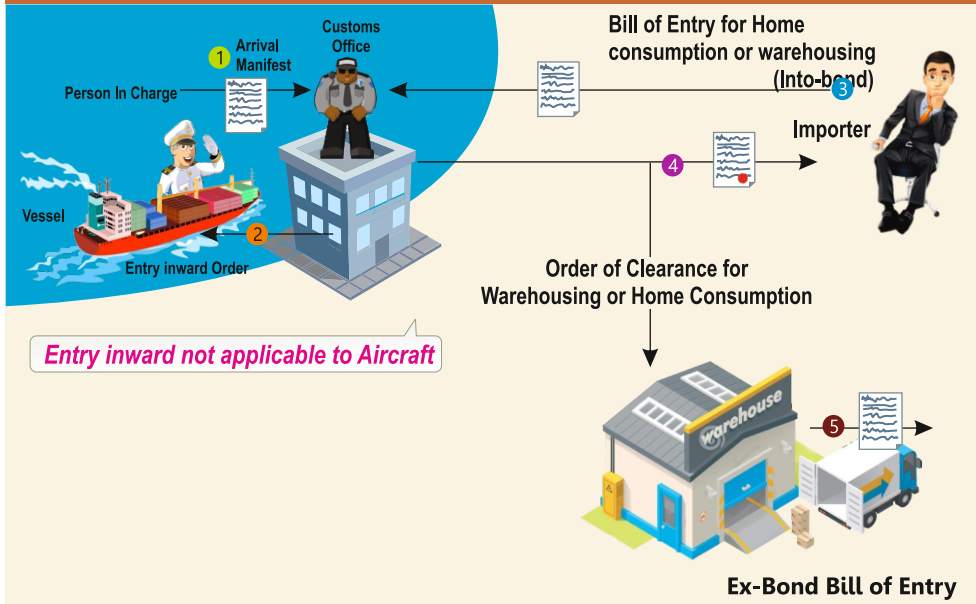 Bill of Entry for Home
consumption or warehousing
(Into-bond)
3
Customs
Office
1
Arrival
Manifest
Person In Charge
Importer
4
Vessel
2
Entry inward Order
Order of Clearance for
Warehousing or Home Consumption
Entry inward not applicable to Aircraft
warehouse
5
Ex-Bond Bill of Entry